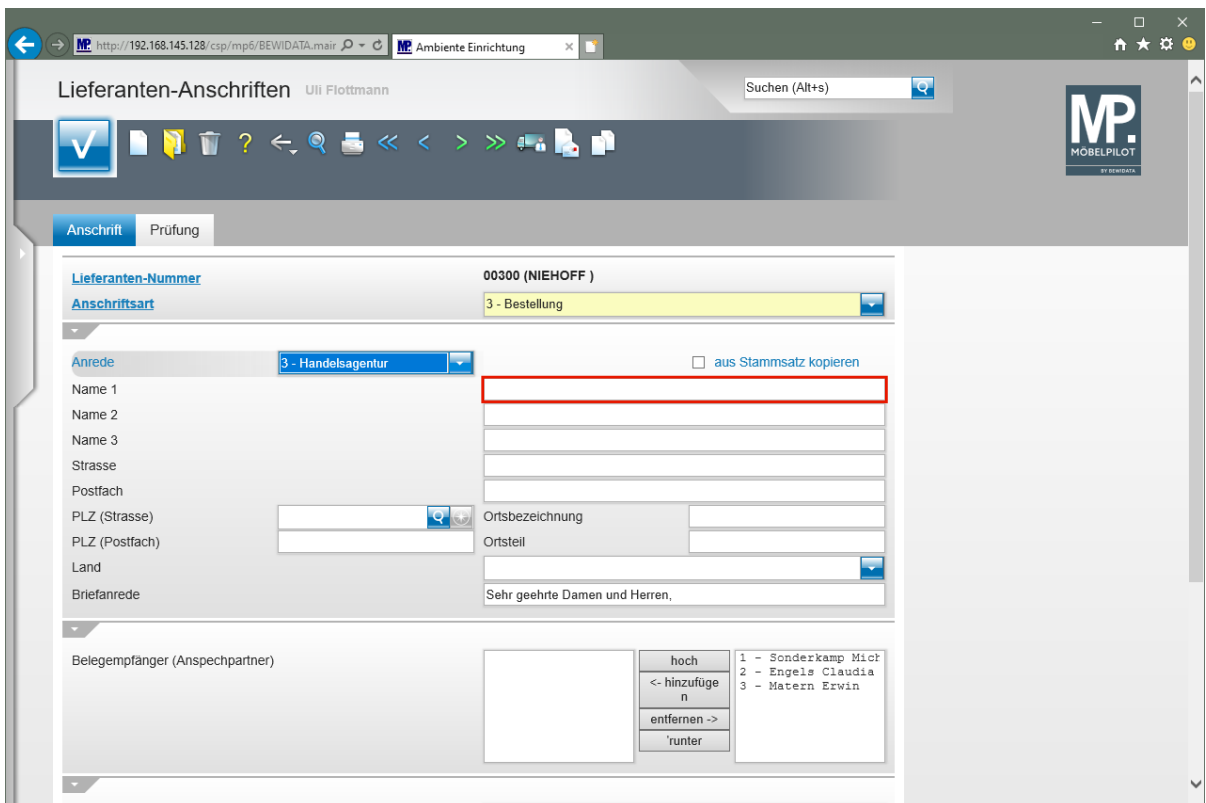 http://192.168.145.128/csp/mp6/BEWIDATA.mair
MP Ambiente Einrichtung
Lieferanten-Anschriften Uli Flottmann
Suchen (Alt+s)
MP.
MÖBELPILOT
BY BEWIDATA
Anschrift Prüfung
Lieferanten-Nummer 00300 (NIEHOFF )
Anschriftsart 3 - Bestellung
Anrede 3 - Handelsagentur aus Stammsatz kopieren
Name 1
Name 2
Name 3
Strasse
Postfach
PLZ (Strasse) Ortsbezeichnung
PLZ (Postfach) Ortsteil
Land
Briefanrede Sehr geehrte Damen und Herren,
Belegempfänger (Anspechpartner)
hoch
<- hinzufüge
n
entfernen ->
'runter
1 - Sonderkamp Mich
2 - Engels Claudia
3 - Matern Erwin